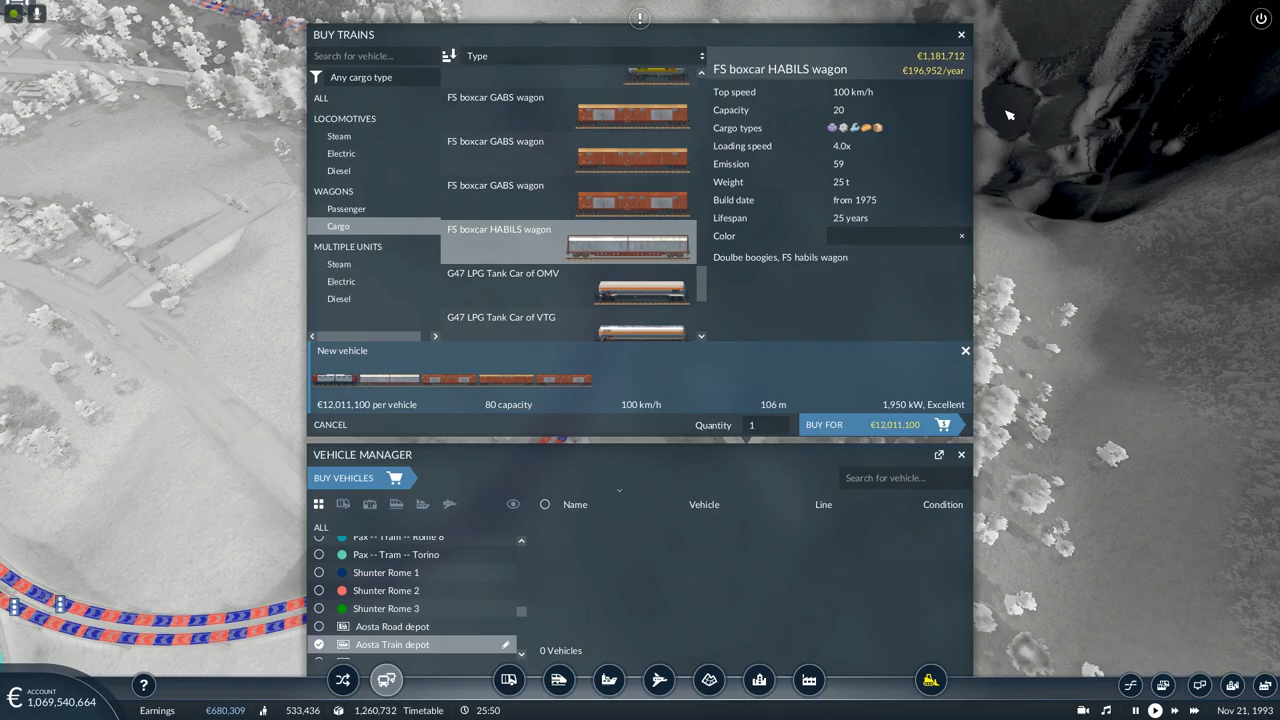 BUY TRAINS
Search for vehicle...
Type
Any cargo type
ALL
LOCOMOTIVES
Steam
Electric
Diesel
WAGONS
Passenger
Cargo
MULTIPLE UNITS
Steam
Electric
Diesel
FS boxcar GABS wagon
FS boxcar GABS wagon
FS boxcar GABS wagon
FS boxcar HABILS wagon
G47 LPG Tank Car of OMV
G47 LPG Tank Car of VTG
€1,181,712
FS boxcar HABILS wagon €196,952/year
Top speed 100 km/h
Capacity 20
Cargo types
Loading speed 4.0x
Emission 59
Weight 25 t
Build date from 1975
Lifespan 25 years
Color
Doulbe boogies, FS habils wagon
New vehicle
€12,011,100 per vehicle 80 capacity 100 km/h 106 m 1,950 kW, Excellent
CANCEL Quantity 1 BUY FOR €12,011,100
VEHICLE MANAGER
BUY VEHICLES Search for vehicle...
Name Vehicle Line Condition
ALL
Pax -- Tram -- Rome 8
Pax -- Tram -- Torino
Shunter Rome 1
Shunter Rome 2
Shunter Rome 3
Aosta Road depot
Aosta Train depot
0 Vehicles
€ ACCOUNT
1,069,540,664
?
Earnings €680,309 533,436 1,260,732 Timetable 25:50 Nov 21, 1993